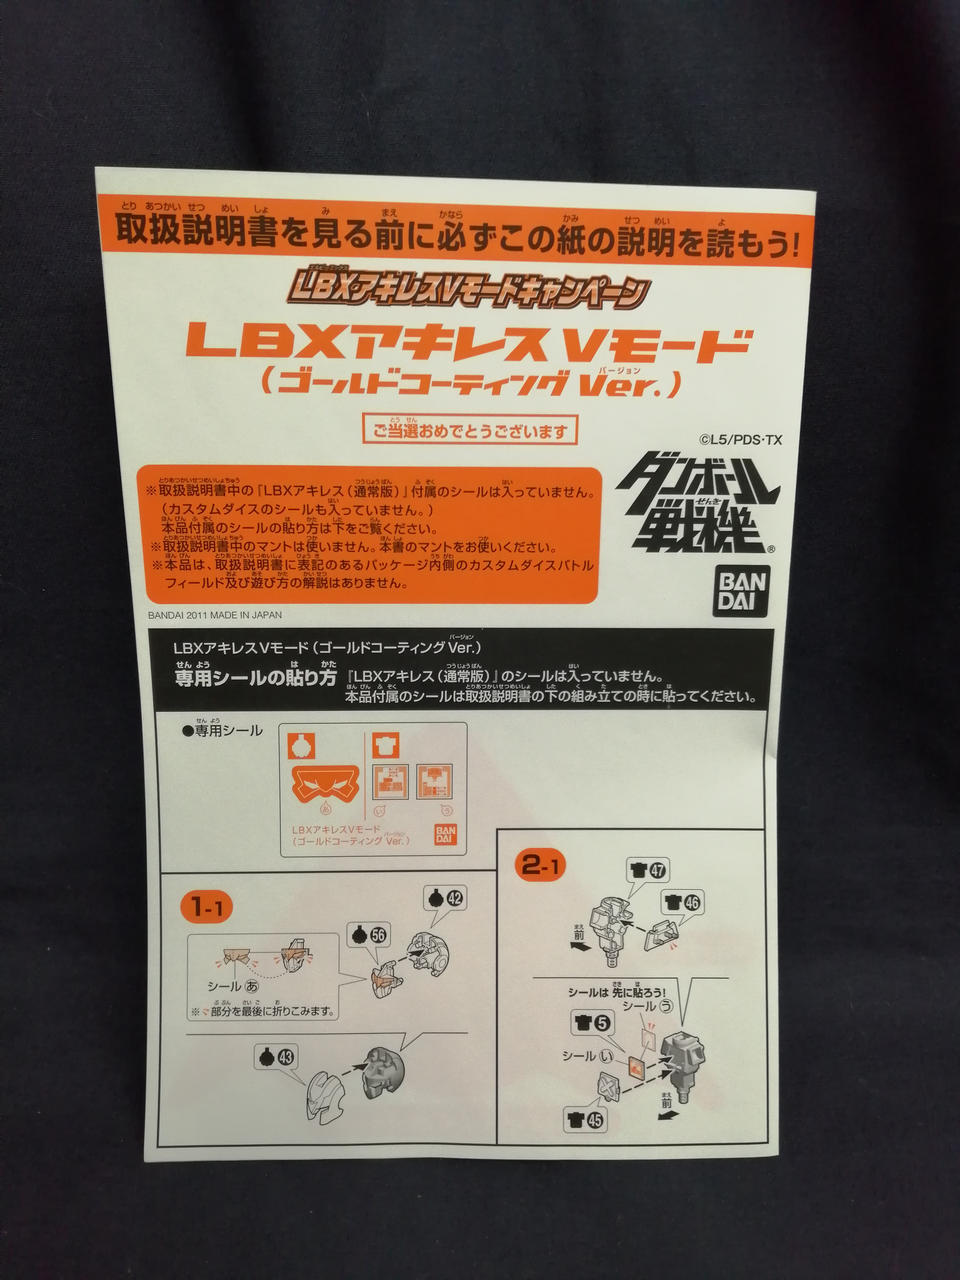 取扱説明書を見る前に必ずこの紙の説明を読もう!
LBXアキレスVモードキャンペーン
LBXアキレスVモード
(ゴールドコーティングVer.)
ご当選おめでとうございます
©L5/PDS・TX
ダンボール
戦機®
BANDAI
※取扱説明書中の『LBXアキレス(通常版)』付属のシールは入っていません。
(カスタムダイスのシールも入っていません。)
本品付属のシールの貼り方は下をご覧ください。
※取扱説明書中のマントは使いません。本書のマントをお使いください。
※本品は、取扱説明書に表記のあるパッケージ内側のカスタムダイスバトル
フィールド及び遊び方の解説はありません。
BANDAI 2011 MADE IN JAPAN
LBXアキレスVモード(ゴールドコーティングVer.)
専用シールの貼り方
『LBXアキレス(通常版)』のシールは入っていません。
本品付属のシールは取扱説明書の下の組み立ての時に貼ってください。
●専用シール
あ
い
う
LBXアキレスVモード
(ゴールドコーティング Ver.)
BANDAI
1-1
42
56
シールあ
※部分を最後に折りこみます。
43
2-1
47
46
前
シールは先に貼ろう!
シールう
5
シールい
45
前